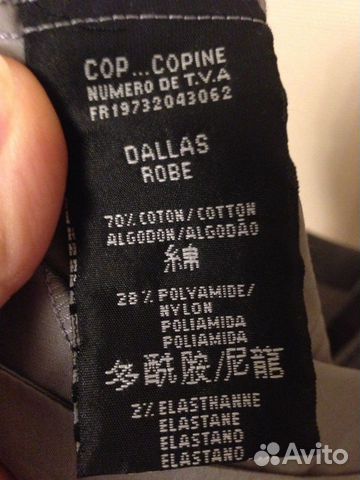 COP...COPINE
NUMERO DE T.V.A
FR19732043062
DALLAS
ROBE
70% COTON/COTTON
ALGODON/ALGODÃO
綿
28% POLYAMIDE/
NYLON
POLIAMIDA
POLIAMIDA
多酰胺/尼龍
2% ELASTHANNE
ELASTANE
ELASTANO
ELASTANO
Avito